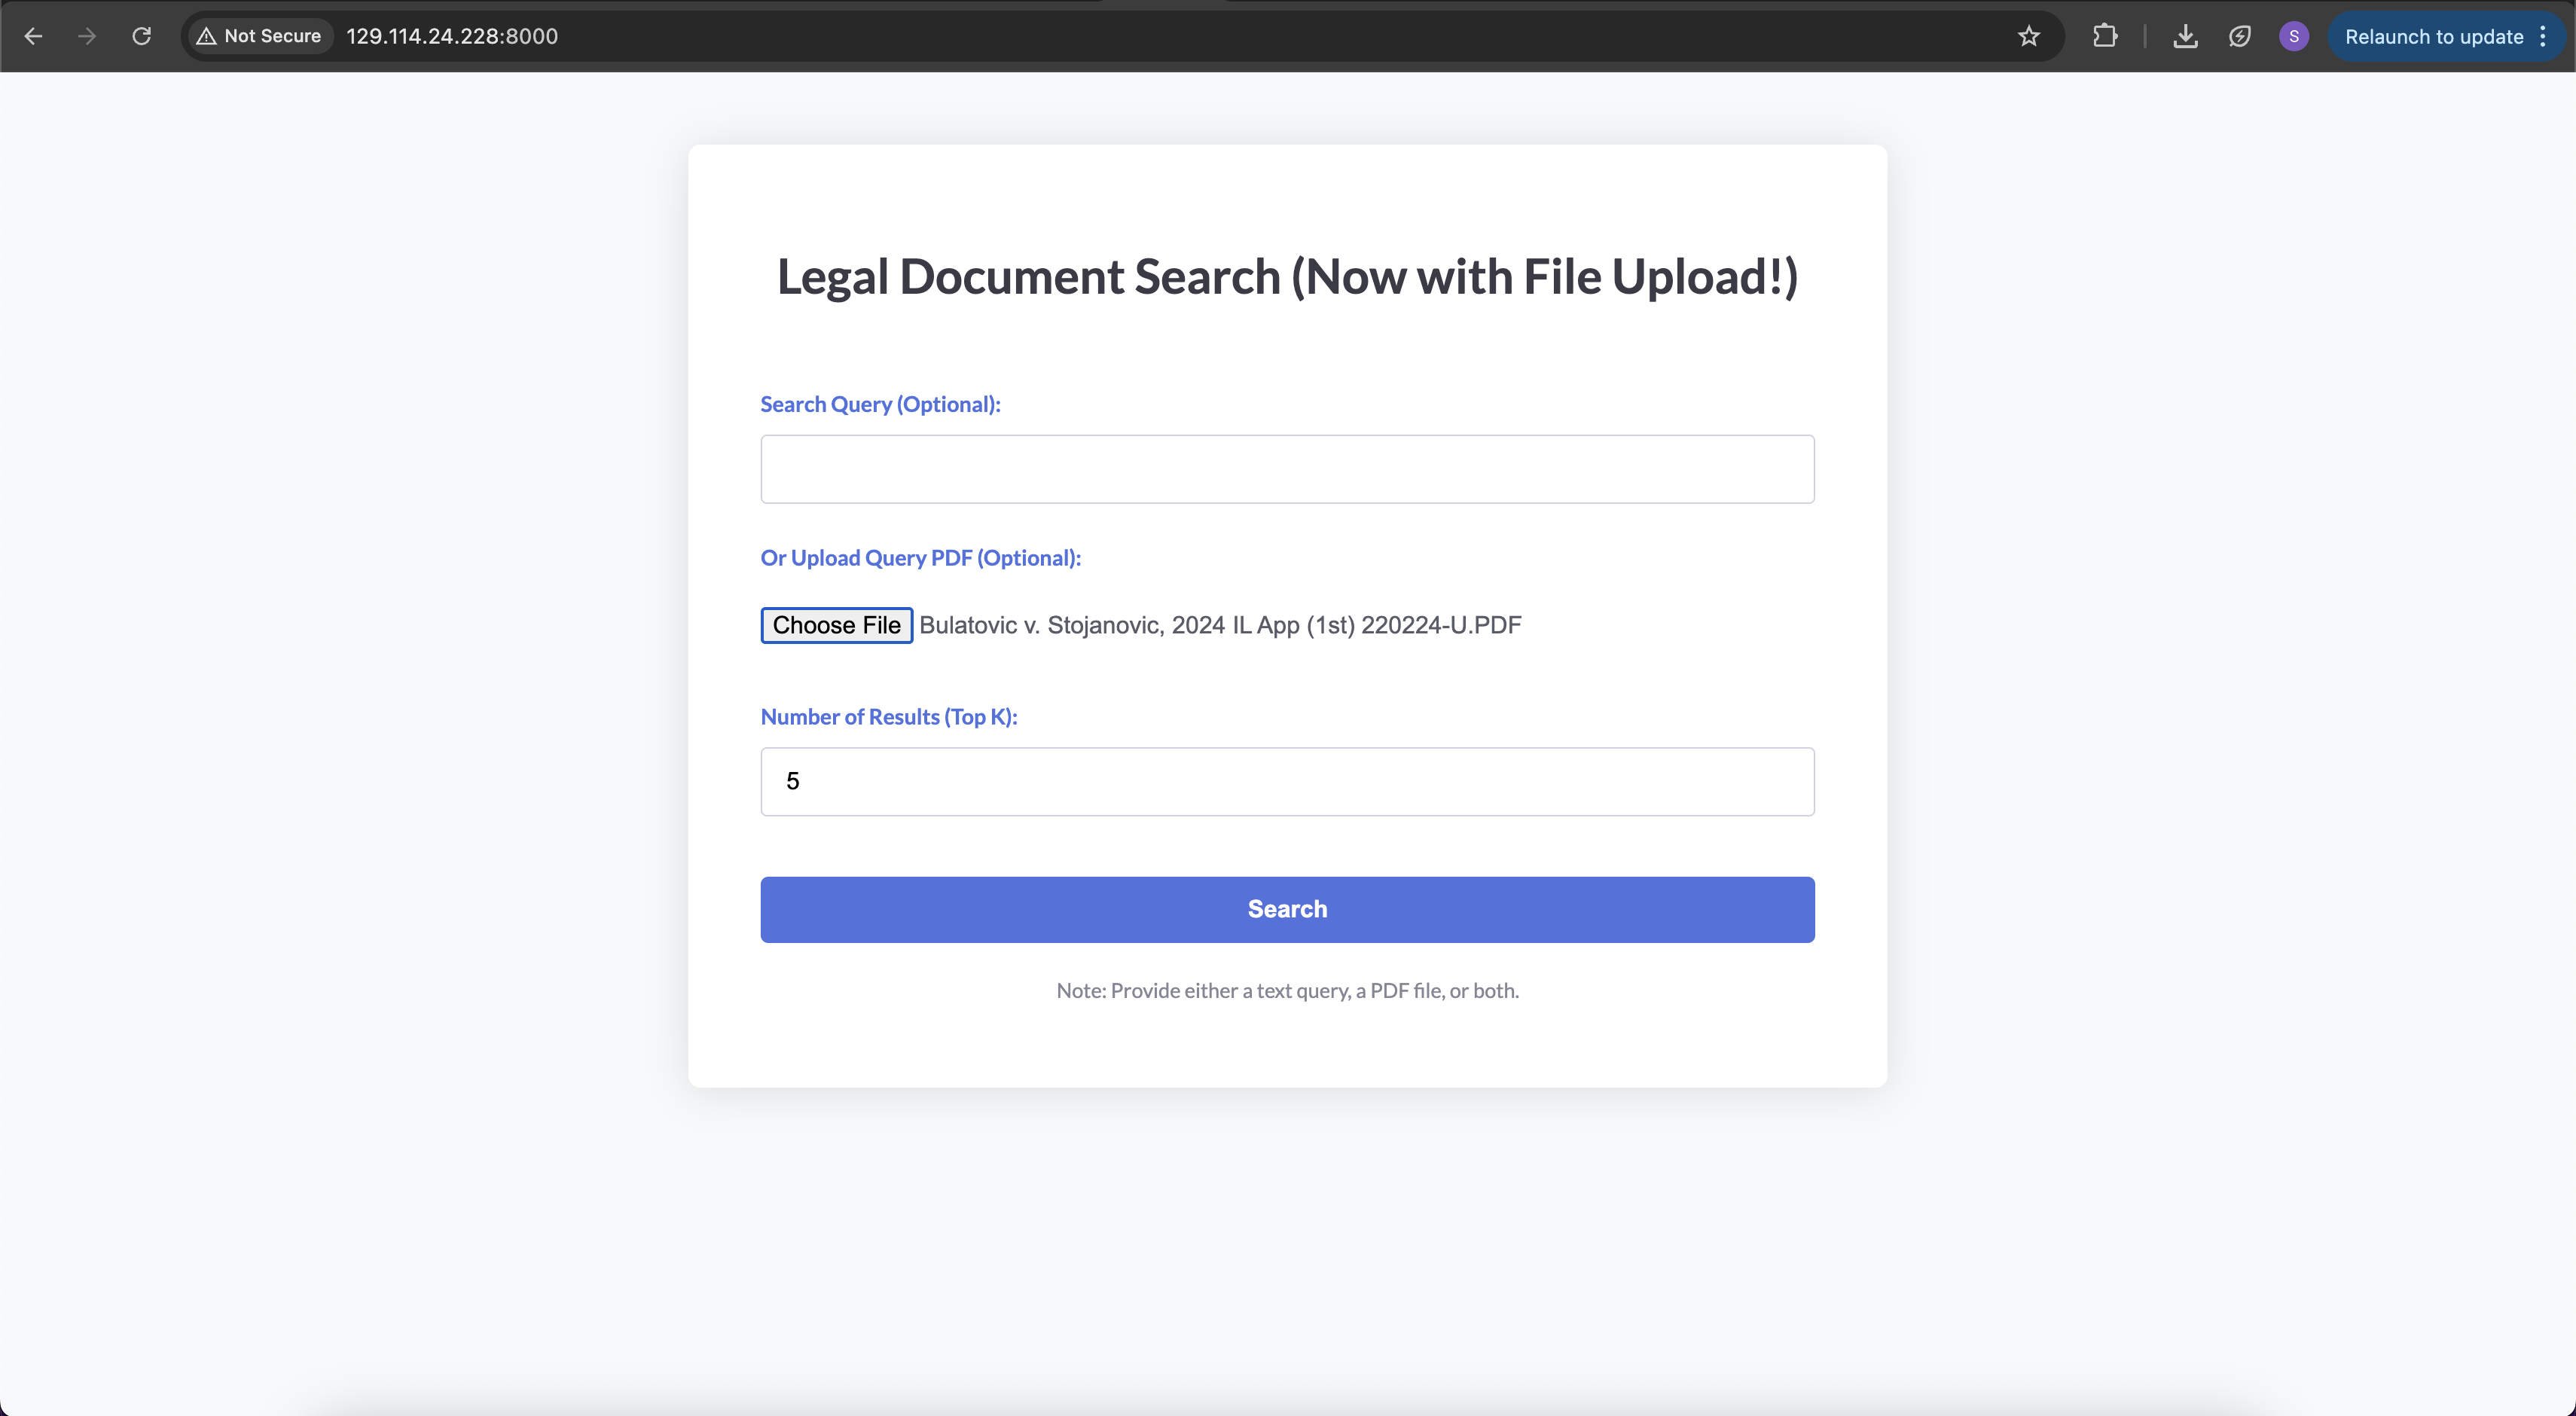 Not Secure 129.114.24.228:8000 S Relaunch to update
Legal Document Search (Now with File Upload!)
Search Query (Optional):
Or Upload Query PDF (Optional):
Choose File Bulatovic v. Stojanovic, 2024 IL App (1st) 220224-U.PDF
Number of Results (Top K):
5
Search
Note: Provide either a text query, a PDF file, or both.